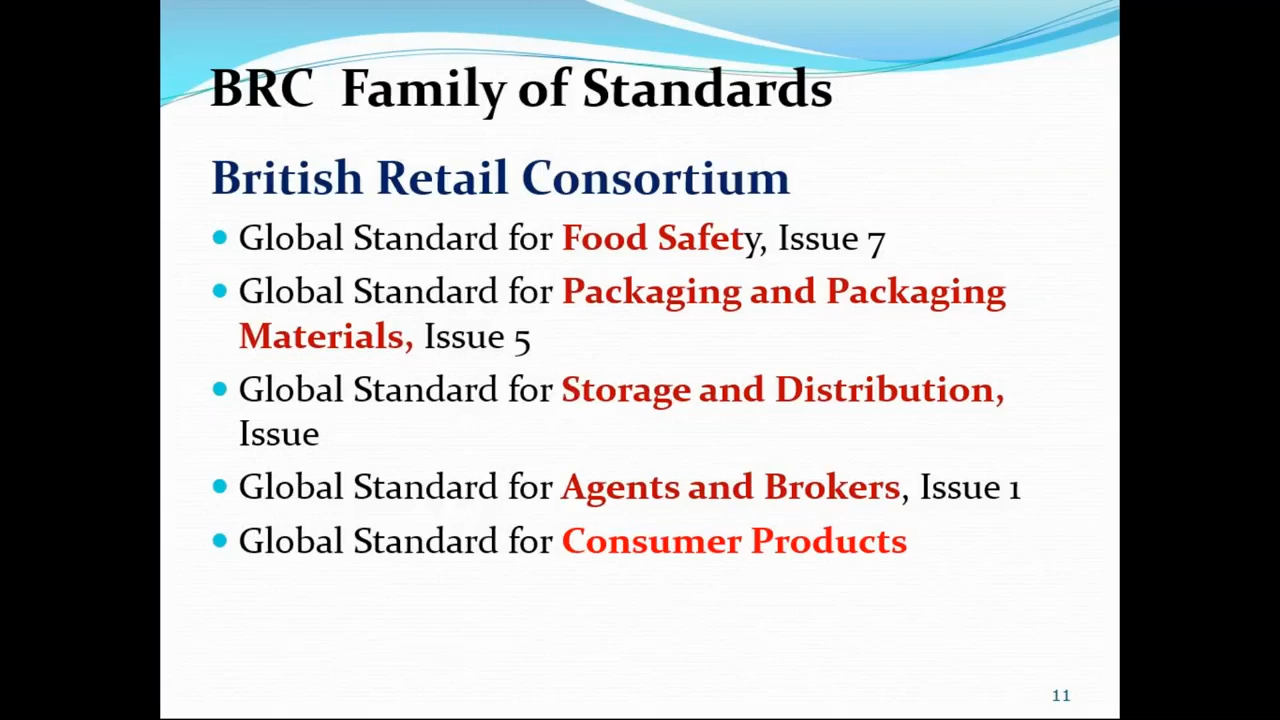 BRC Family of Standards
British Retail Consortium
• Global Standard for Food Safety, Issue 7
• Global Standard for Packaging and Packaging
Materials, Issue 5
• Global Standard for Storage and Distribution,
Issue
• Global Standard for Agents and Brokers, Issue 1
• Global Standard for Consumer Products
11